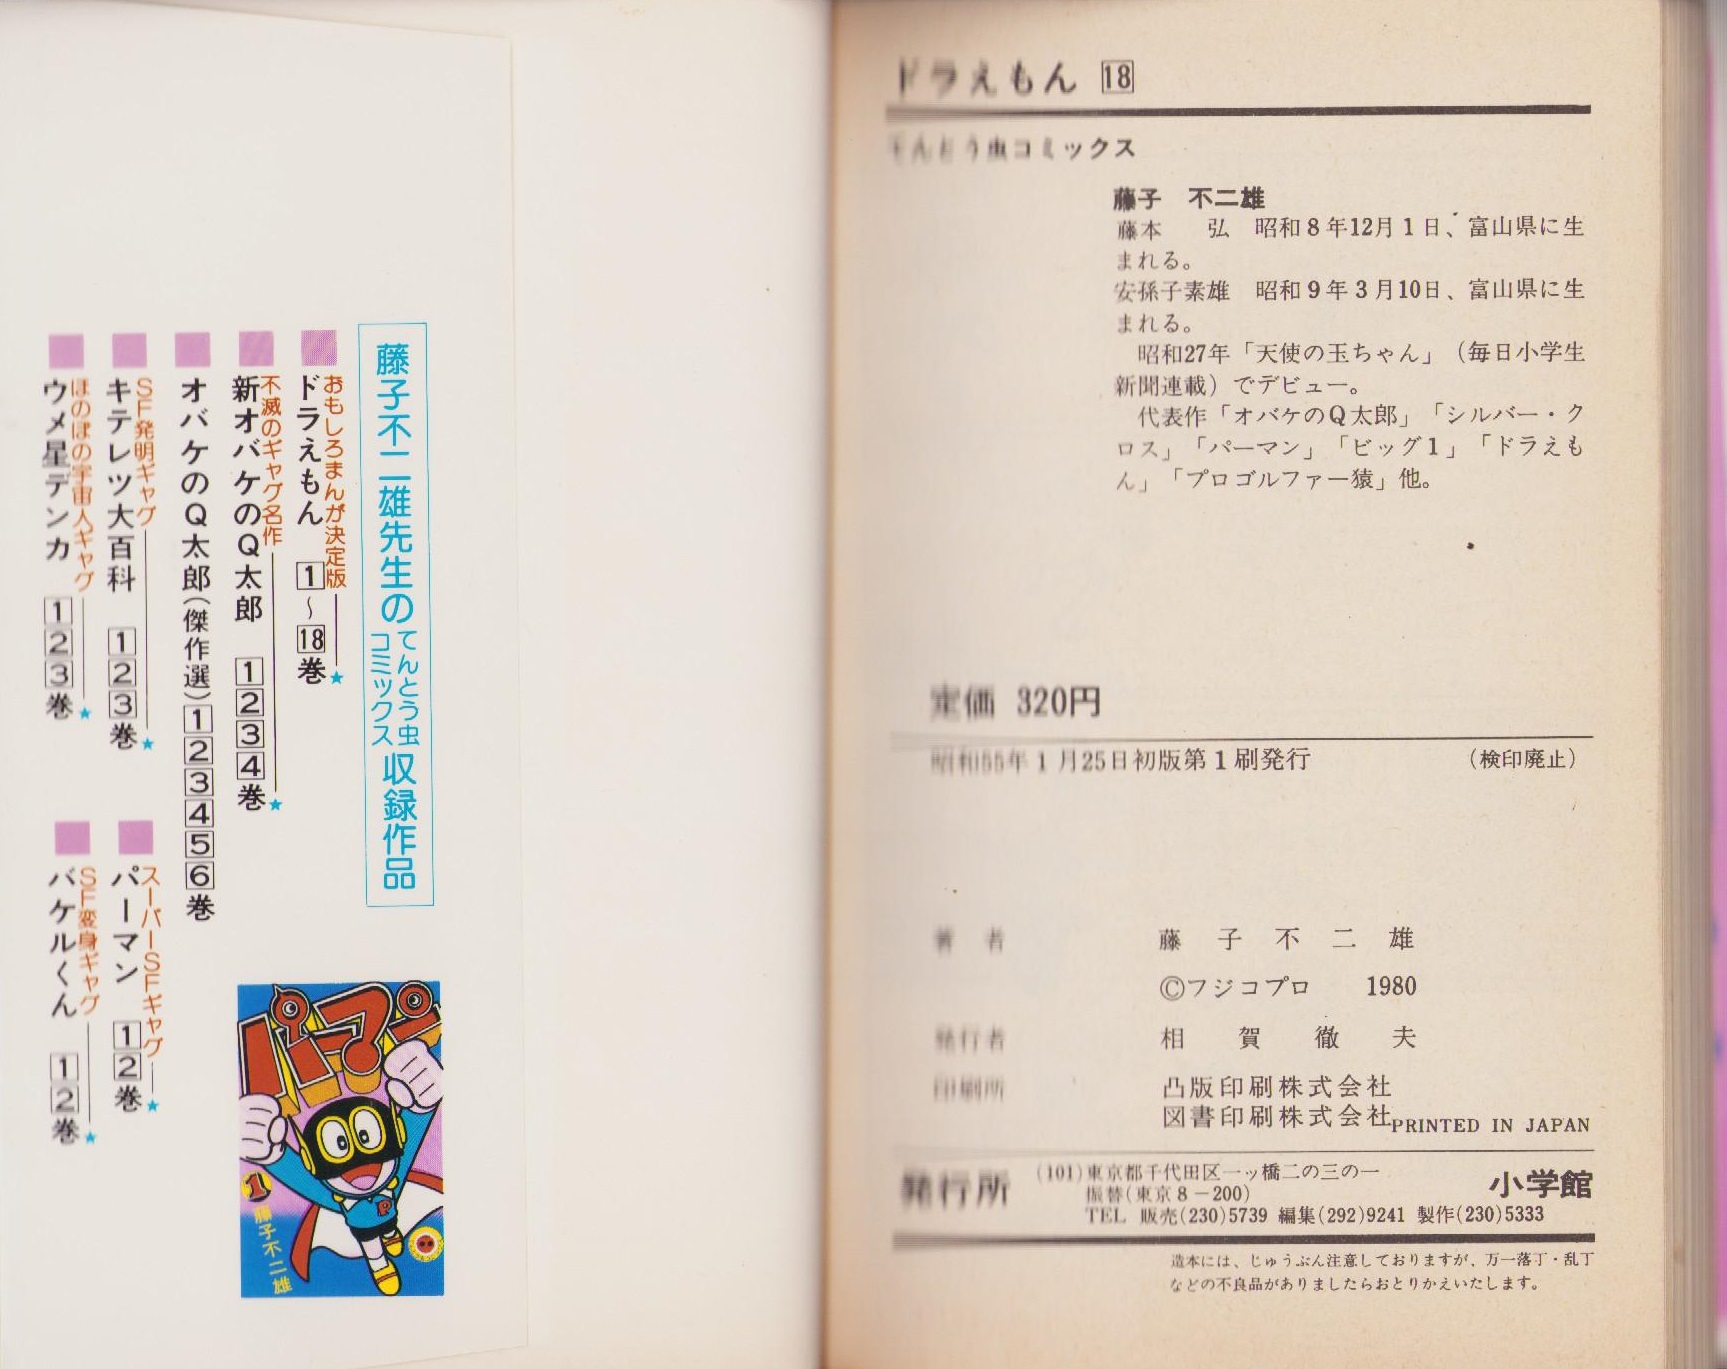 ドラえもん 18
てんとう虫コミックス
藤子 不二雄
藤本 弘 昭和8年12月1日、富山県に生
まれる。
安孫子素雄 昭和9年3月10日、富山県に生
まれる。
昭和27年「天使の玉ちゃん」(毎日小学生
新聞連載)でデビュー。
代表作「オバケのQ太郎」「シルバー・ク
ロス」「パーマン」「ビッグ1」「ドラえも
ん」「プロゴルファー猿」他。
定価 320円
昭和55年1月25日初版第1刷発行 (検印廃止)
著者 藤子不二雄
©フジコプロ 1980
発行者 相賀徹夫
印刷所 凸版印刷株式会社
図書印刷株式会社
PRINTED IN JAPAN
発行所 (101)東京都千代田区一ッ橋二の三の一
振替(東京8-200)
TEL 販売(230)5739 編集(292)9241 製作(230)5333
小学館
造本には、じゅうぶん注意しておりますが、万一落丁・乱丁
などの不良品がありましたらおとりかえいたします。
藤子不二雄先生のてんとう虫コミックス収録作品
おもしろまんが決定版★
ドラえもん 1~18巻
不滅のギャグ名作★
新オバケのQ太郎 1234巻
オバケのQ太郎(傑作選)123456巻
SF発明ギャグ★
キテレツ大百科 123巻
ほのぼの宇宙人ギャグ★
ウメ星デンカ 123巻
スーパーSFギャグ★
パーマン 12巻
SF変身ギャグ★
バケルくん 12巻
パーマン
1
藤子不二雄
P